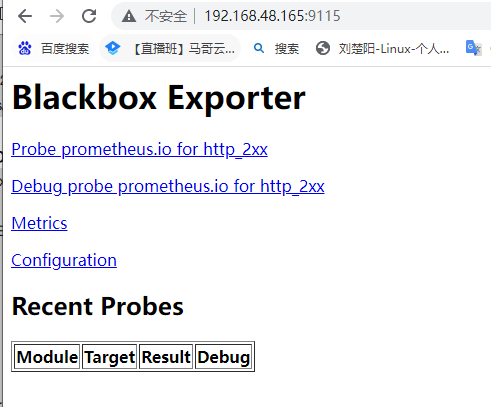 不安全 192.168.48.165:9115
百度搜索 【直播班】马哥云... 搜索 刘楚阳-Linux-个人...
Blackbox Exporter
Probe prometheus.io for http_2xx
Debug probe prometheus.io for http_2xx
Metrics
Configuration
Recent Probes
Module Target Result Debug